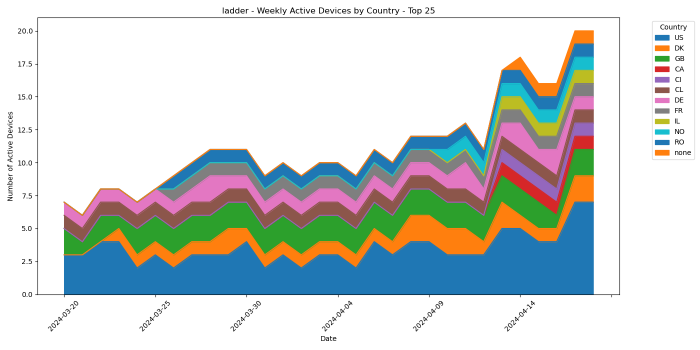 ladder - Weekly Active Devices by Country - Top 25
Number of Active Devices
20.0
17.5
15.0
12.5
10.0
7.5
5.0
2.5
0.0
2024-03-20
2024-03-25
2024-03-30
2024-04-04
2024-04-09
2024-04-14
Date
Country
US
DK
GB
CA
CI
CL
DE
FR
IL
NO
RO
none